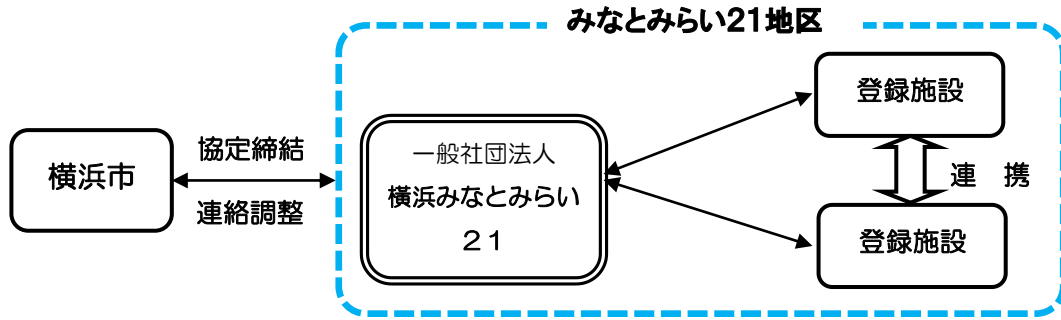 みなとみらい21地区
横浜市
協定締結
連絡調整
一般社団法人
横浜みなとみらい
２１
登録施設
連　携
登録施設